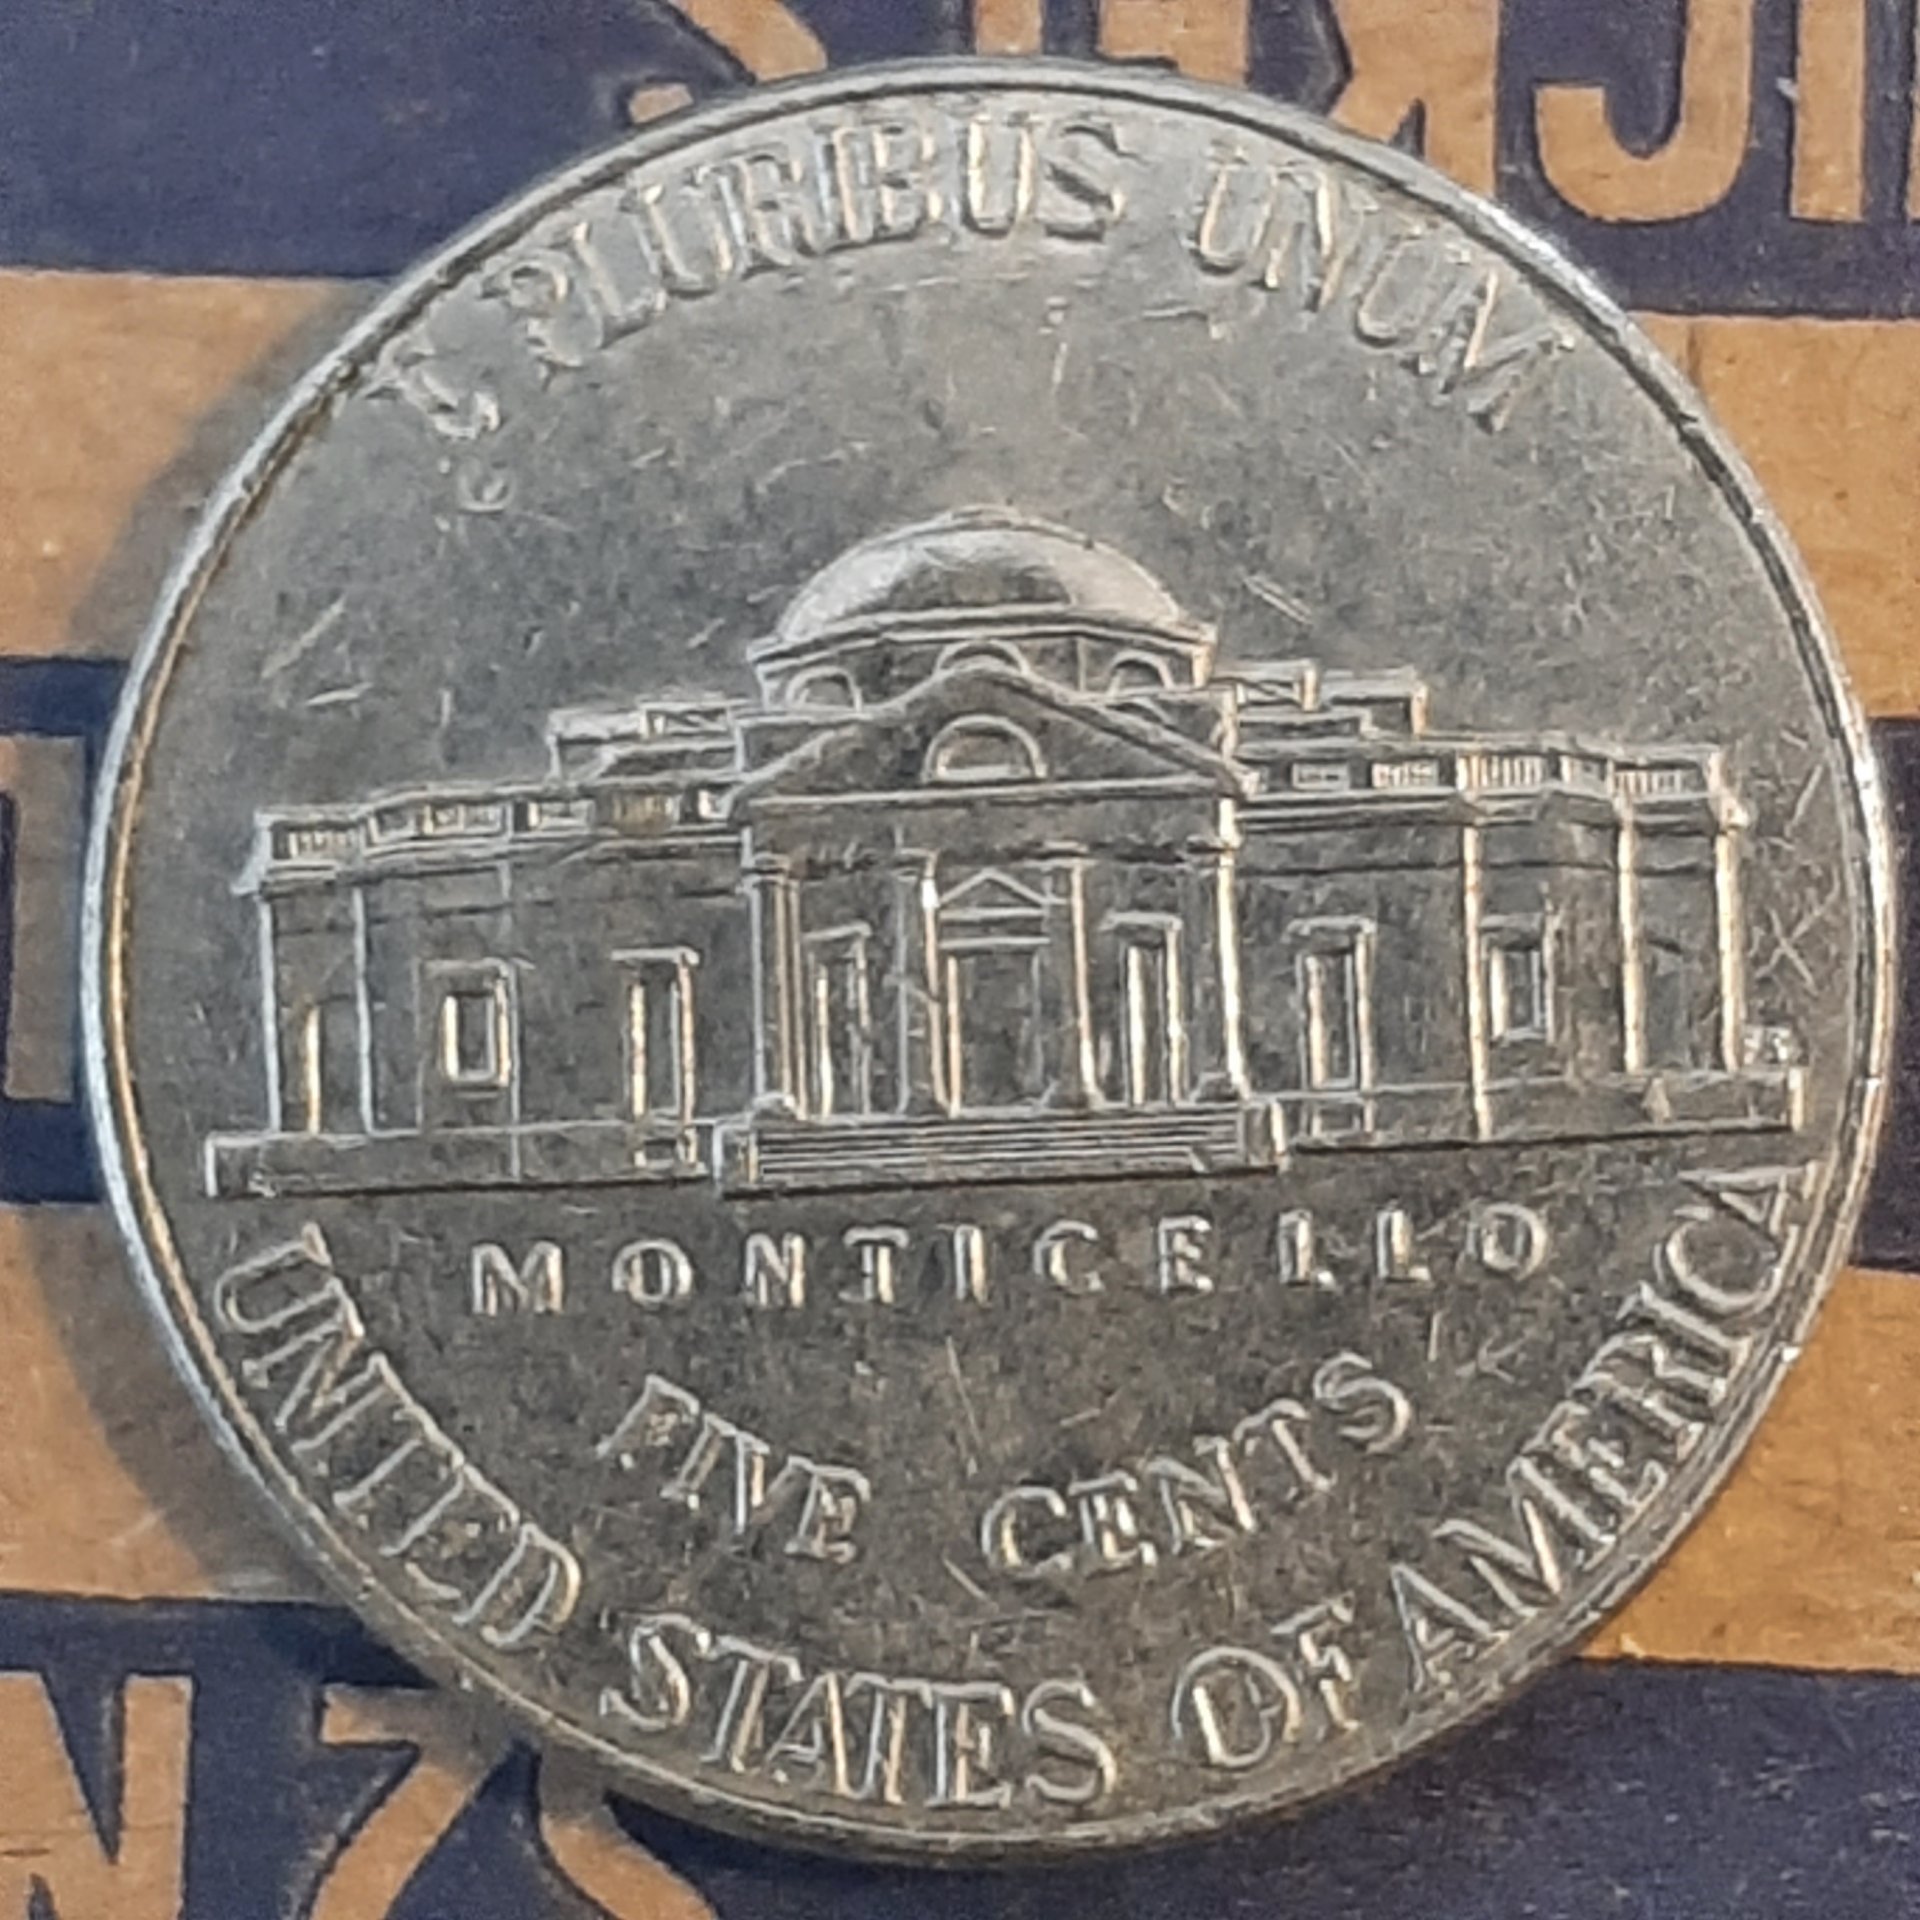 E PLURIBUS UNUM
MONTICELLO
FIVE CENTS
UNITED STATES OF AMERICA